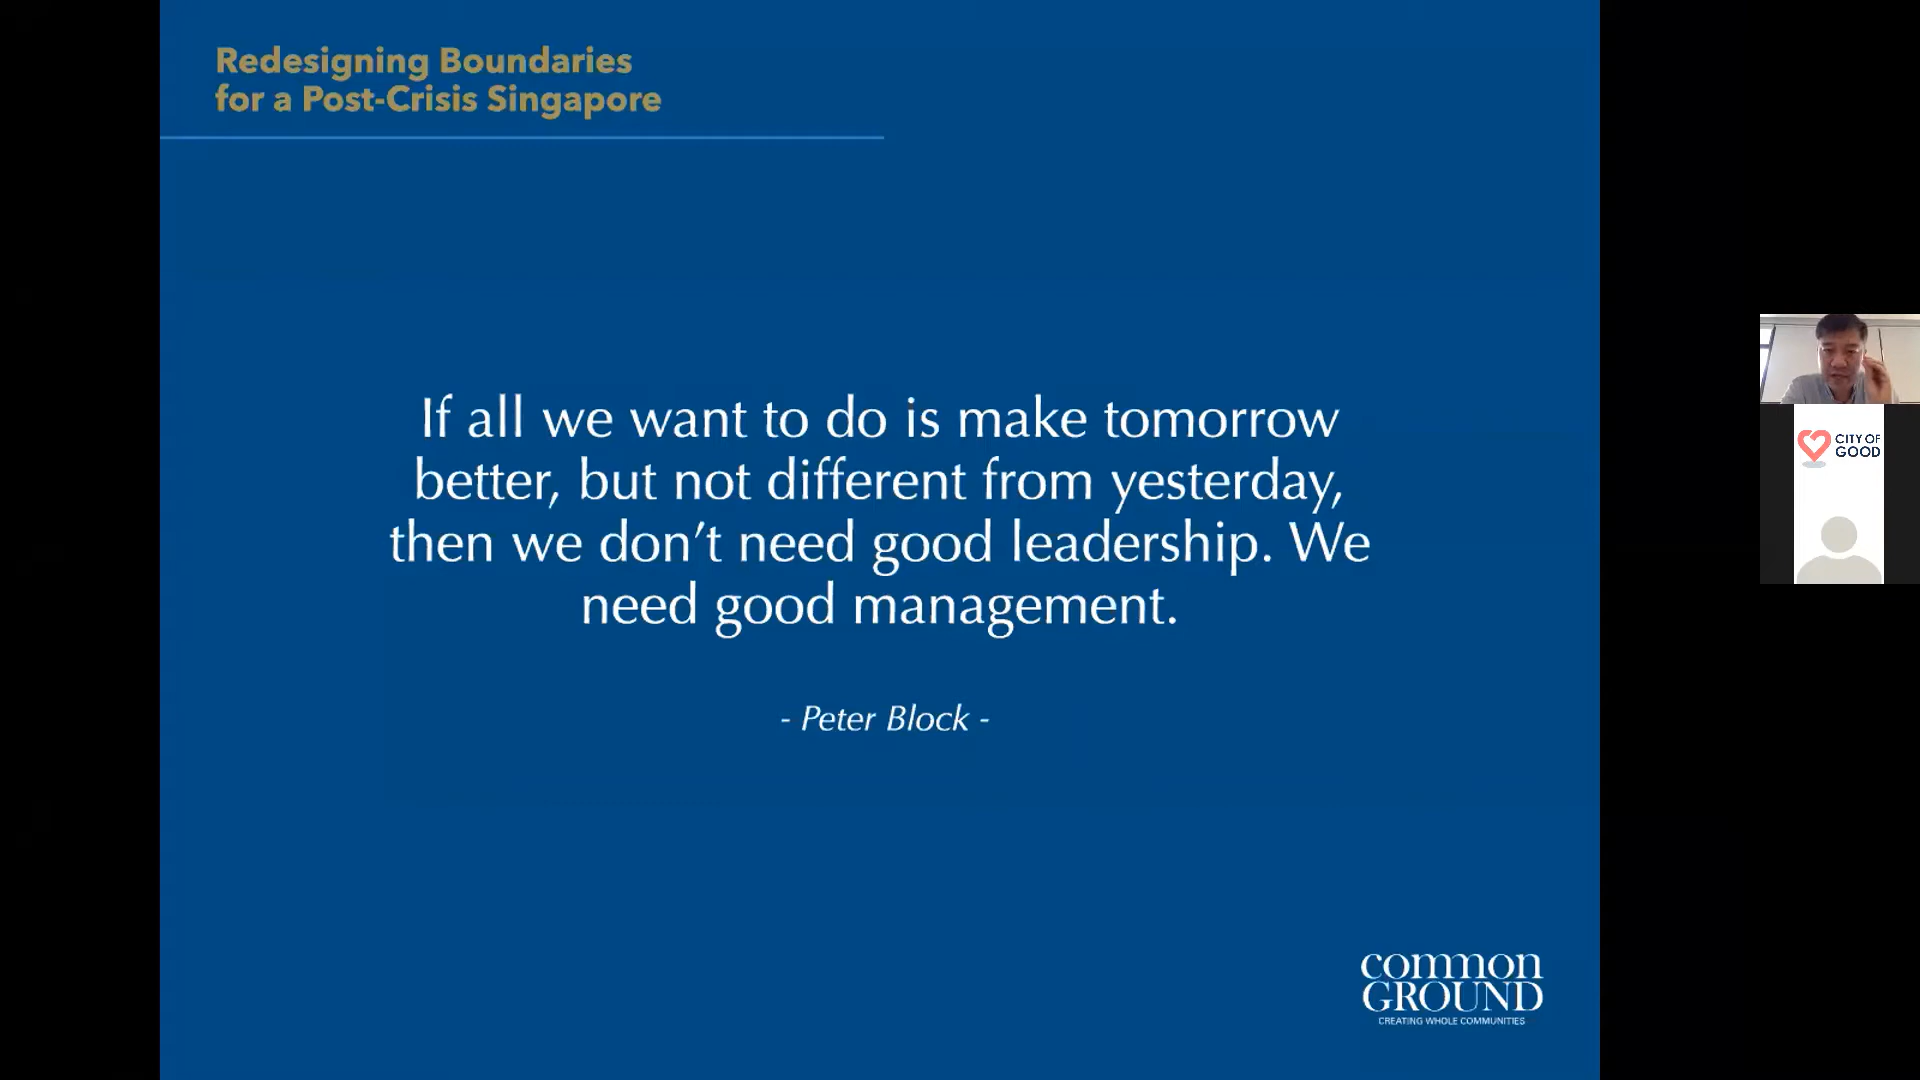 Redesigning Boundaries
for a Post-Crisis Singapore
If all we want to do is make tomorrow
better, but not different from yesterday,
then we don’t need good leadership. We
need good management.
- Peter Block -
CITY OF
GOOD
common
GROUND
CREATING WHOLE COMMUNITIES